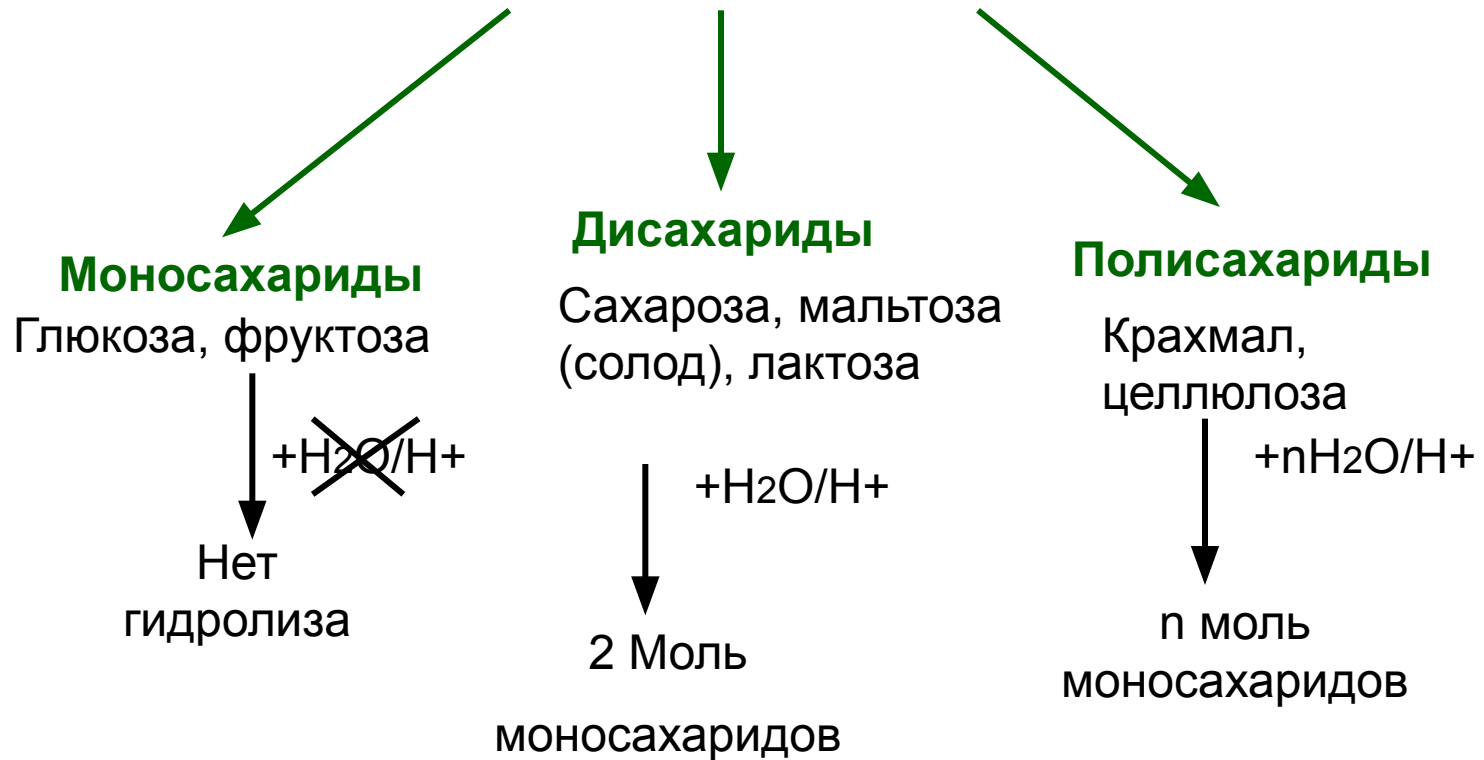 Моносахариды
Глюкоза, фруктоза
+H2O/H+
Нет
гидролиза
Дисахариды
Сахароза, мальтоза
(солод), лактоза
+H2O/H+
2 Моль
моносахаридов
Полисахариды
Крахмал,
целлюлоза
+nH2O/H+
n моль
моносахаридов